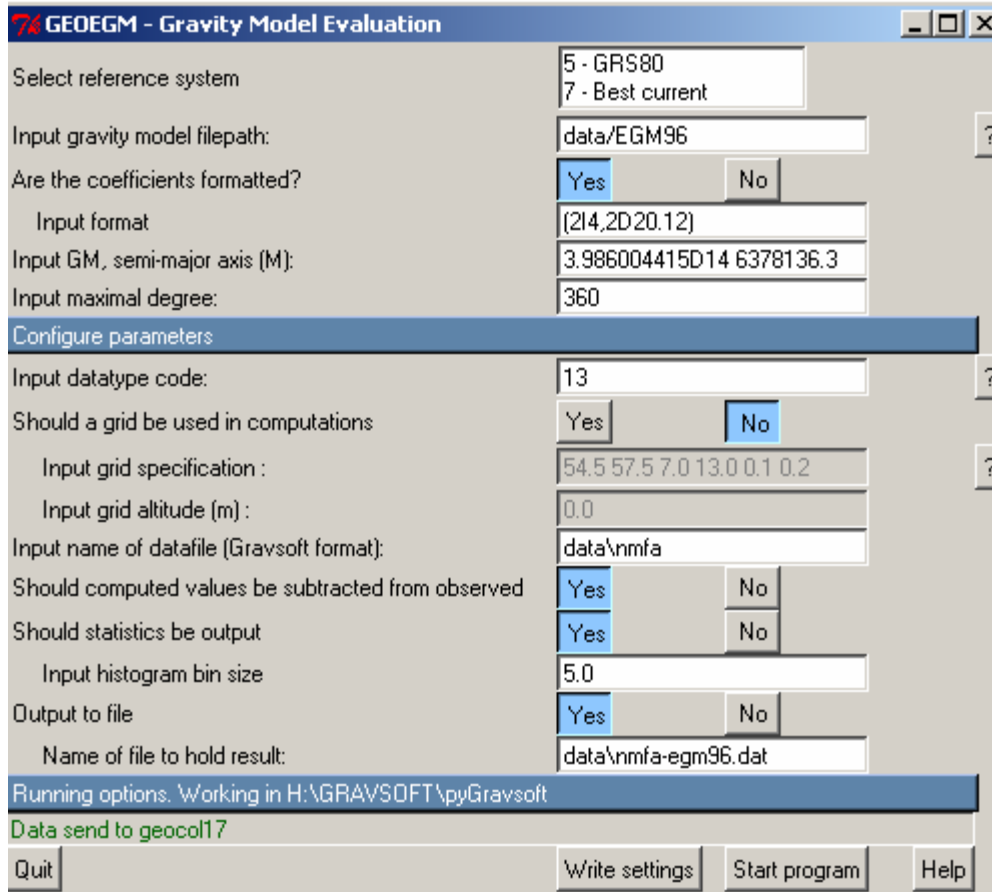 GEOEGM - Gravity Model Evaluation
Select reference system
5 - GRS80
7 - Best current
Input gravity model filepath: data/EGM96 ?
Are the coefficients formatted? Yes No
Input format (2I4,2D20.12)
Input GM, semi-major axis (M): 3.986004415D14 6378136.3
Input maximal degree: 360
Configure parameters
Input datatype code: 13 ?
Should a grid be used in computations Yes No
Input grid specification : 54.5 57.5 7.0 13.0 0.1 0.2 ?
Input grid altitude (m) : 0.0
Input name of datafile (Gravsoft format): data\nmfa
Should computed values be subtracted from observed Yes No
Should statistics be output Yes No
Input histogram bin size 5.0
Output to file Yes No
Name of file to hold result: data\nmfa-egm96.dat
Running options. Working in H:\GRAVSOFT\pyGravsoft
Data send to geocol17
Quit Write settings Start program Help